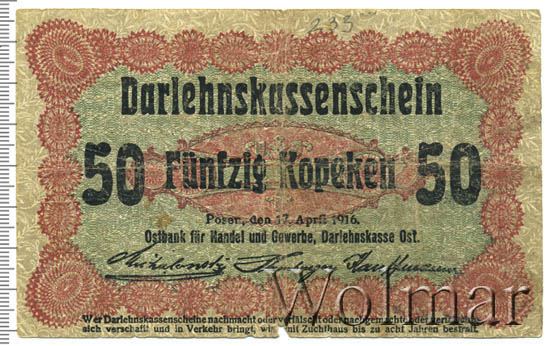 233
Darlehnskassenschein
50 Fünfzig Kopeken 50
Posen, den 17. April 1916.
Ostbank für Handel und Gewerbe, Darlehnskasse Ost.
Wer Darlehnskassenscheine nachmacht oder verfälscht oder nachgemachte oder verfälschte
sich verschafft und in Verkehr bringt, wird mit Zuchthaus bis zu acht Jahren bestraft.
Wolmar